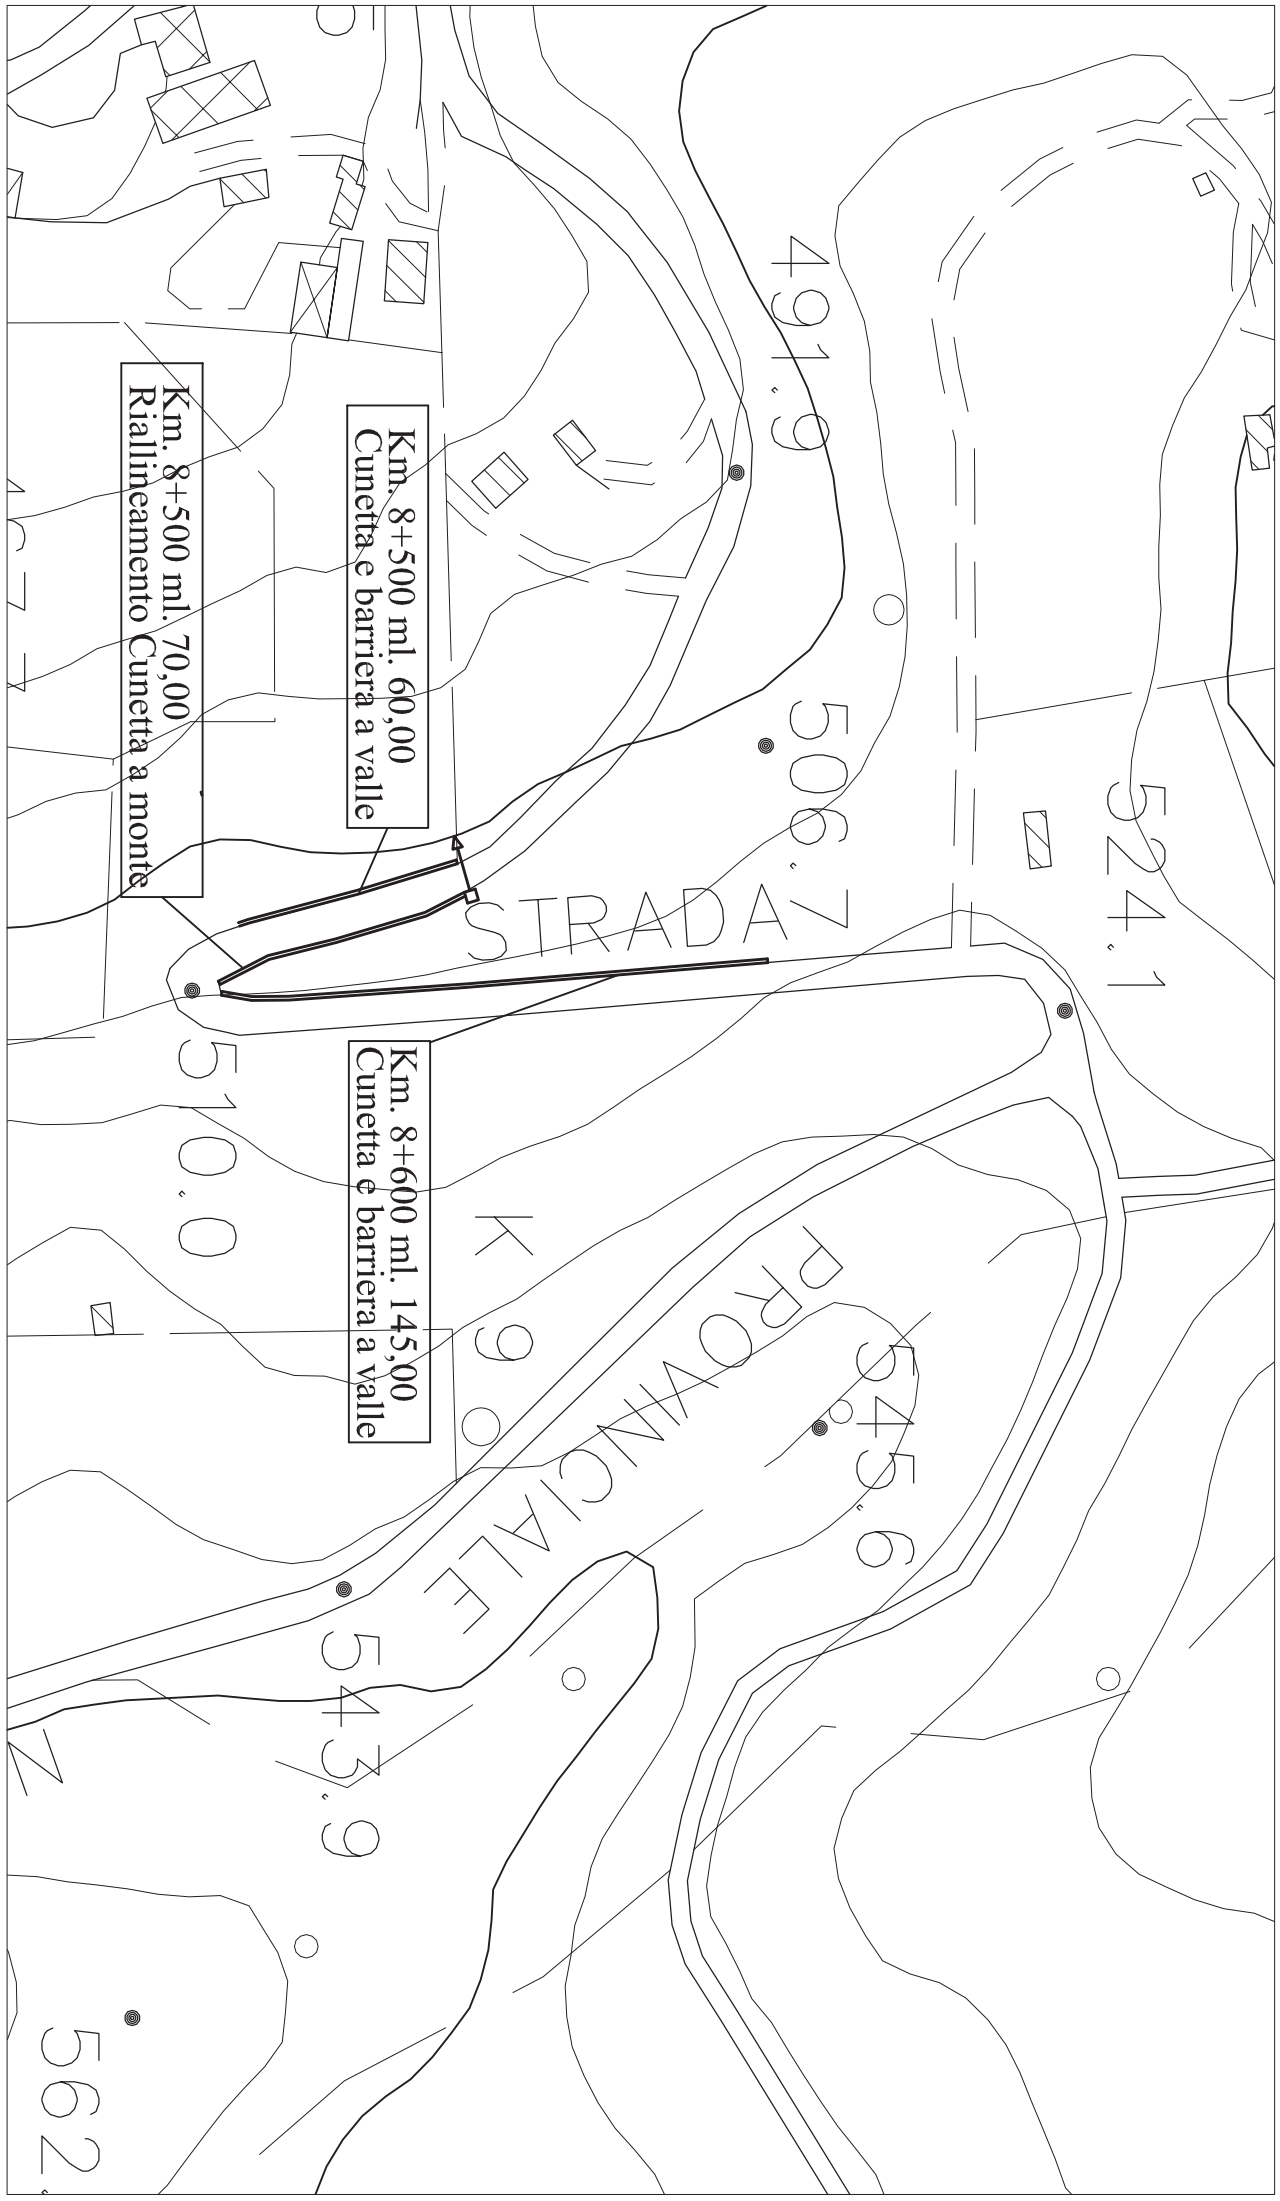 491.9
506.7
524.1
Km. 8+500 ml. 60,00
Cunetta e barriera a valle
Km. 8+500 ml. 70,00
Riallineamento Cunetta a monte
STRADA
510.0
Km. 8+600 ml. 145,00
Cunetta e barriera a valle
K 9
PROVINCIALE
545.6
543.9
562.